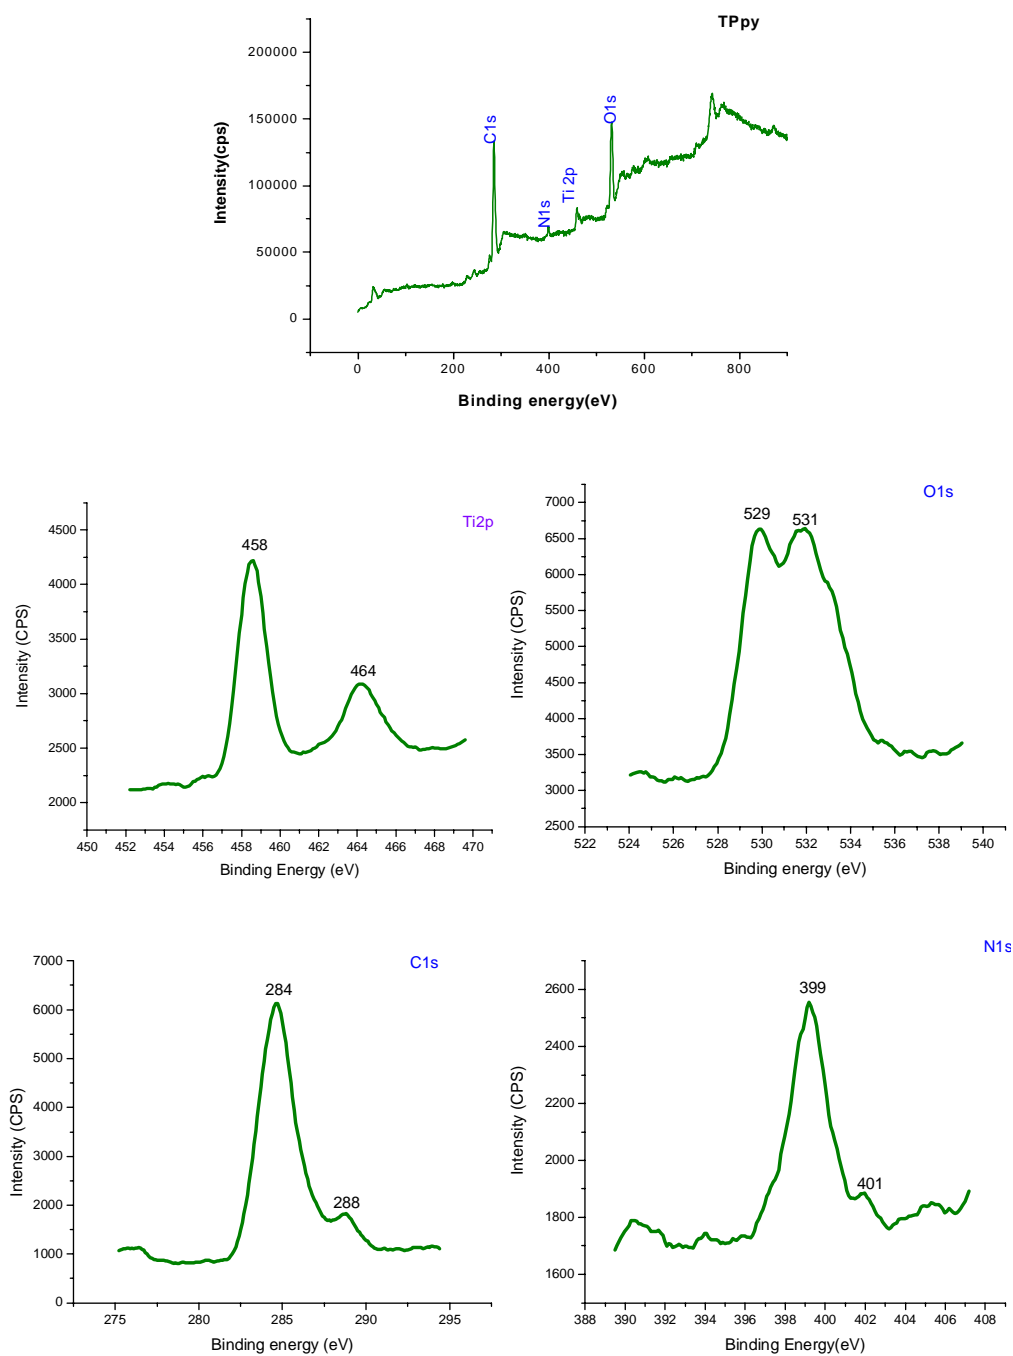 TPpy
200000
150000
100000
50000
0
Intensity(cps)
C1s
N1s
Ti 2p
O1s
0 200 400 600 800
Binding energy(eV)
Ti2p
4500
4000
3500
3000
2500
2000
Intensity (CPS)
458
464
450 452 454 456 458 460 462 464 466 468 470
Binding Energy (eV)
O1s
7000
6500
6000
5500
5000
4500
4000
3500
3000
2500
Intensity (CPS)
529
531
522 524 526 528 530 532 534 536 538 540
Binding energy (eV)
C1s
7000
6000
5000
4000
3000
2000
1000
0
Intensity (CPS)
284
288
275 280 285 290 295
Binding energy (eV)
N1s
2600
2400
2200
2000
1800
1600
Intensity (CPS)
399
401
388 390 392 394 396 398 400 402 404 406 408
Binding Energy(eV)